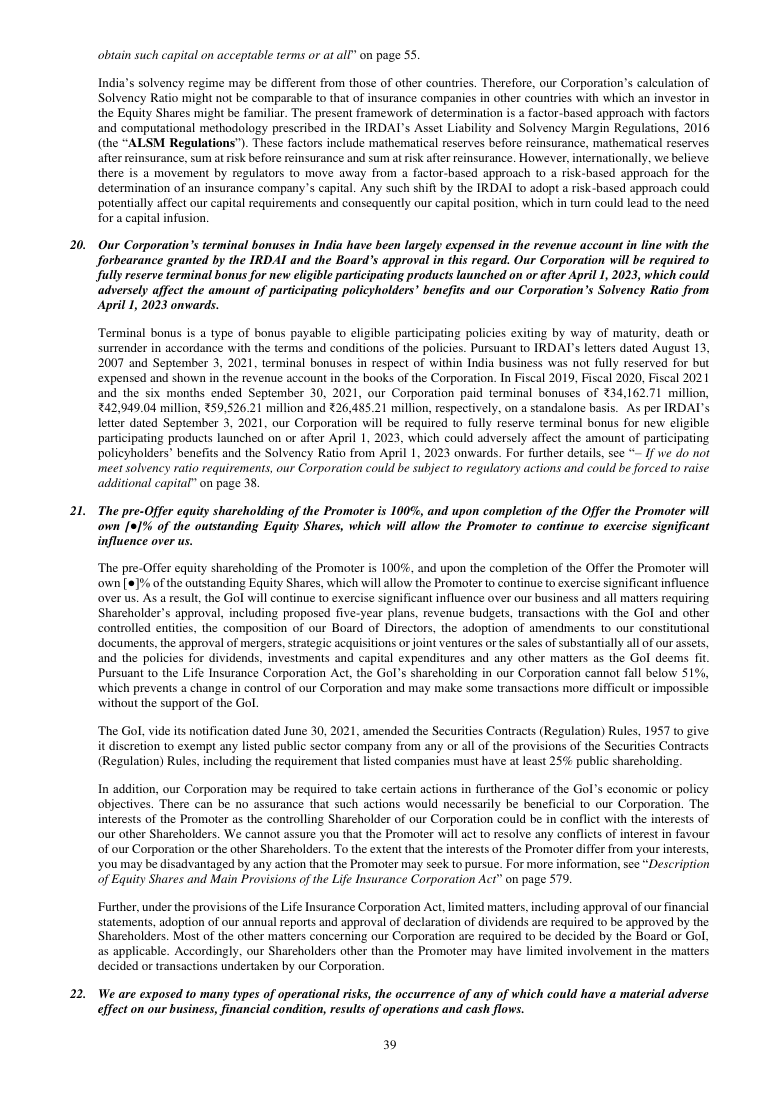 obtain such capital on acceptable terms or at all” on page 55.
India’s solvency regime may be different from those of other countries. Therefore, our Corporation’s calculation of
Solvency Ratio might not be comparable to that of insurance companies in other countries with which an investor in
the Equity Shares might be familiar. The present framework of determination is a factor-based approach with factors
and computational methodology prescribed in the IRDAI’s Asset Liability and Solvency Margin Regulations, 2016
(the “ALSM Regulations”). These factors include mathematical reserves before reinsurance, mathematical reserves
after reinsurance, sum at risk before reinsurance and sum at risk after reinsurance. However, internationally, we believe
there is a movement by regulators to move away from a factor-based approach to a risk-based approach for the
determination of an insurance company’s capital. Any such shift by the IRDAI to adopt a risk-based approach could
potentially affect our capital requirements and consequently our capital position, which in turn could lead to the need
for a capital infusion.
20. Our Corporation’s terminal bonuses in India have been largely expensed in the revenue account in line with the
forbearance granted by the IRDAI and the Board’s approval in this regard. Our Corporation will be required to
fully reserve terminal bonus for new eligible participating products launched on or after April 1, 2023, which could
adversely affect the amount of participating policyholders’ benefits and our Corporation’s Solvency Ratio from
April 1, 2023 onwards.
Terminal bonus is a type of bonus payable to eligible participating policies exiting by way of maturity, death or
surrender in accordance with the terms and conditions of the policies. Pursuant to IRDAI’s letters dated August 13,
2007 and September 3, 2021, terminal bonuses in respect of within India business was not fully reserved for but
expensed and shown in the revenue account in the books of the Corporation. In Fiscal 2019, Fiscal 2020, Fiscal 2021
and the six months ended September 30, 2021, our Corporation paid terminal bonuses of ₹34,162.71 million,
₹42,949.04 million, ₹59,526.21 million and ₹26,485.21 million, respectively, on a standalone basis. As per IRDAI’s
letter dated September 3, 2021, our Corporation will be required to fully reserve terminal bonus for new eligible
participating products launched on or after April 1, 2023, which could adversely affect the amount of participating
policyholders’ benefits and the Solvency Ratio from April 1, 2023 onwards. For further details, see “– If we do not
meet solvency ratio requirements, our Corporation could be subject to regulatory actions and could be forced to raise
additional capital” on page 38.
21. The pre-Offer equity shareholding of the Promoter is 100%, and upon completion of the Offer the Promoter will
own [●]% of the outstanding Equity Shares, which will allow the Promoter to continue to exercise significant
influence over us.
The pre-Offer equity shareholding of the Promoter is 100%, and upon the completion of the Offer the Promoter will
own [●]% of the outstanding Equity Shares, which will allow the Promoter to continue to exercise significant influence
over us. As a result, the GoI will continue to exercise significant influence over our business and all matters requiring
Shareholder’s approval, including proposed five-year plans, revenue budgets, transactions with the GoI and other
controlled entities, the composition of our Board of Directors, the adoption of amendments to our constitutional
documents, the approval of mergers, strategic acquisitions or joint ventures or the sales of substantially all of our assets,
and the policies for dividends, investments and capital expenditures and any other matters as the GoI deems fit.
Pursuant to the Life Insurance Corporation Act, the GoI’s shareholding in our Corporation cannot fall below 51%,
which prevents a change in control of our Corporation and may make some transactions more difficult or impossible
without the support of the GoI.
The GoI, vide its notification dated June 30, 2021, amended the Securities Contracts (Regulation) Rules, 1957 to give
it discretion to exempt any listed public sector company from any or all of the provisions of the Securities Contracts
(Regulation) Rules, including the requirement that listed companies must have at least 25% public shareholding.
In addition, our Corporation may be required to take certain actions in furtherance of the GoI’s economic or policy
objectives. There can be no assurance that such actions would necessarily be beneficial to our Corporation. The
interests of the Promoter as the controlling Shareholder of our Corporation could be in conflict with the interests of
our other Shareholders. We cannot assure you that the Promoter will act to resolve any conflicts of interest in favour
of our Corporation or the other Shareholders. To the extent that the interests of the Promoter differ from your interests,
you may be disadvantaged by any action that the Promoter may seek to pursue. For more information, see “Description
of Equity Shares and Main Provisions of the Life Insurance Corporation Act” on page 579.
Further, under the provisions of the Life Insurance Corporation Act, limited matters, including approval of our financial
statements, adoption of our annual reports and approval of declaration of dividends are required to be approved by the
Shareholders. Most of the other matters concerning our Corporation are required to be decided by the Board or GoI,
as applicable. Accordingly, our Shareholders other than the Promoter may have limited involvement in the matters
decided or transactions undertaken by our Corporation.
22. We are exposed to many types of operational risks, the occurrence of any of which could have a material adverse
effect on our business, financial condition, results of operations and cash flows.
39